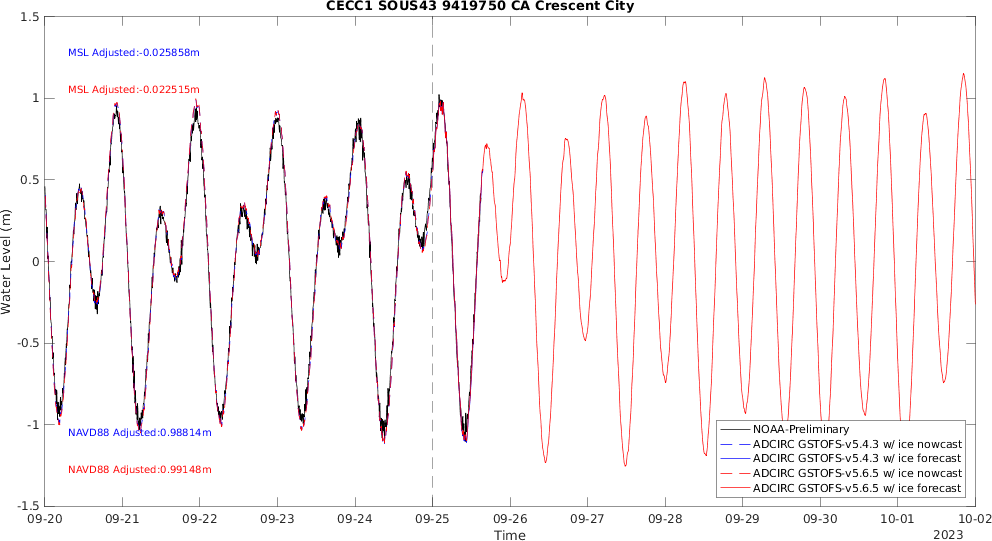 CECC1 SOUS43 9419750 CA Crescent City
1.5
1
0.5
0
-0.5
-1
-1.5
Water Level (m)
MSL Adjusted:-0.025858m
MSL Adjusted:-0.022515m
NAVD88 Adjusted:0.98814m
NAVD88 Adjusted:0.99148m
NOAA-Preliminary
ADCIRC GSTOFS-v5.4.3 w/ ice nowcast
ADCIRC GSTOFS-v5.4.3 w/ ice forecast
ADCIRC GSTOFS-v5.6.5 w/ ice nowcast
ADCIRC GSTOFS-v5.6.5 w/ ice forecast
09-20 09-21 09-22 09-23 09-24 09-25 09-26 09-27 09-28 09-29 09-30 10-01 10-02
Time
2023